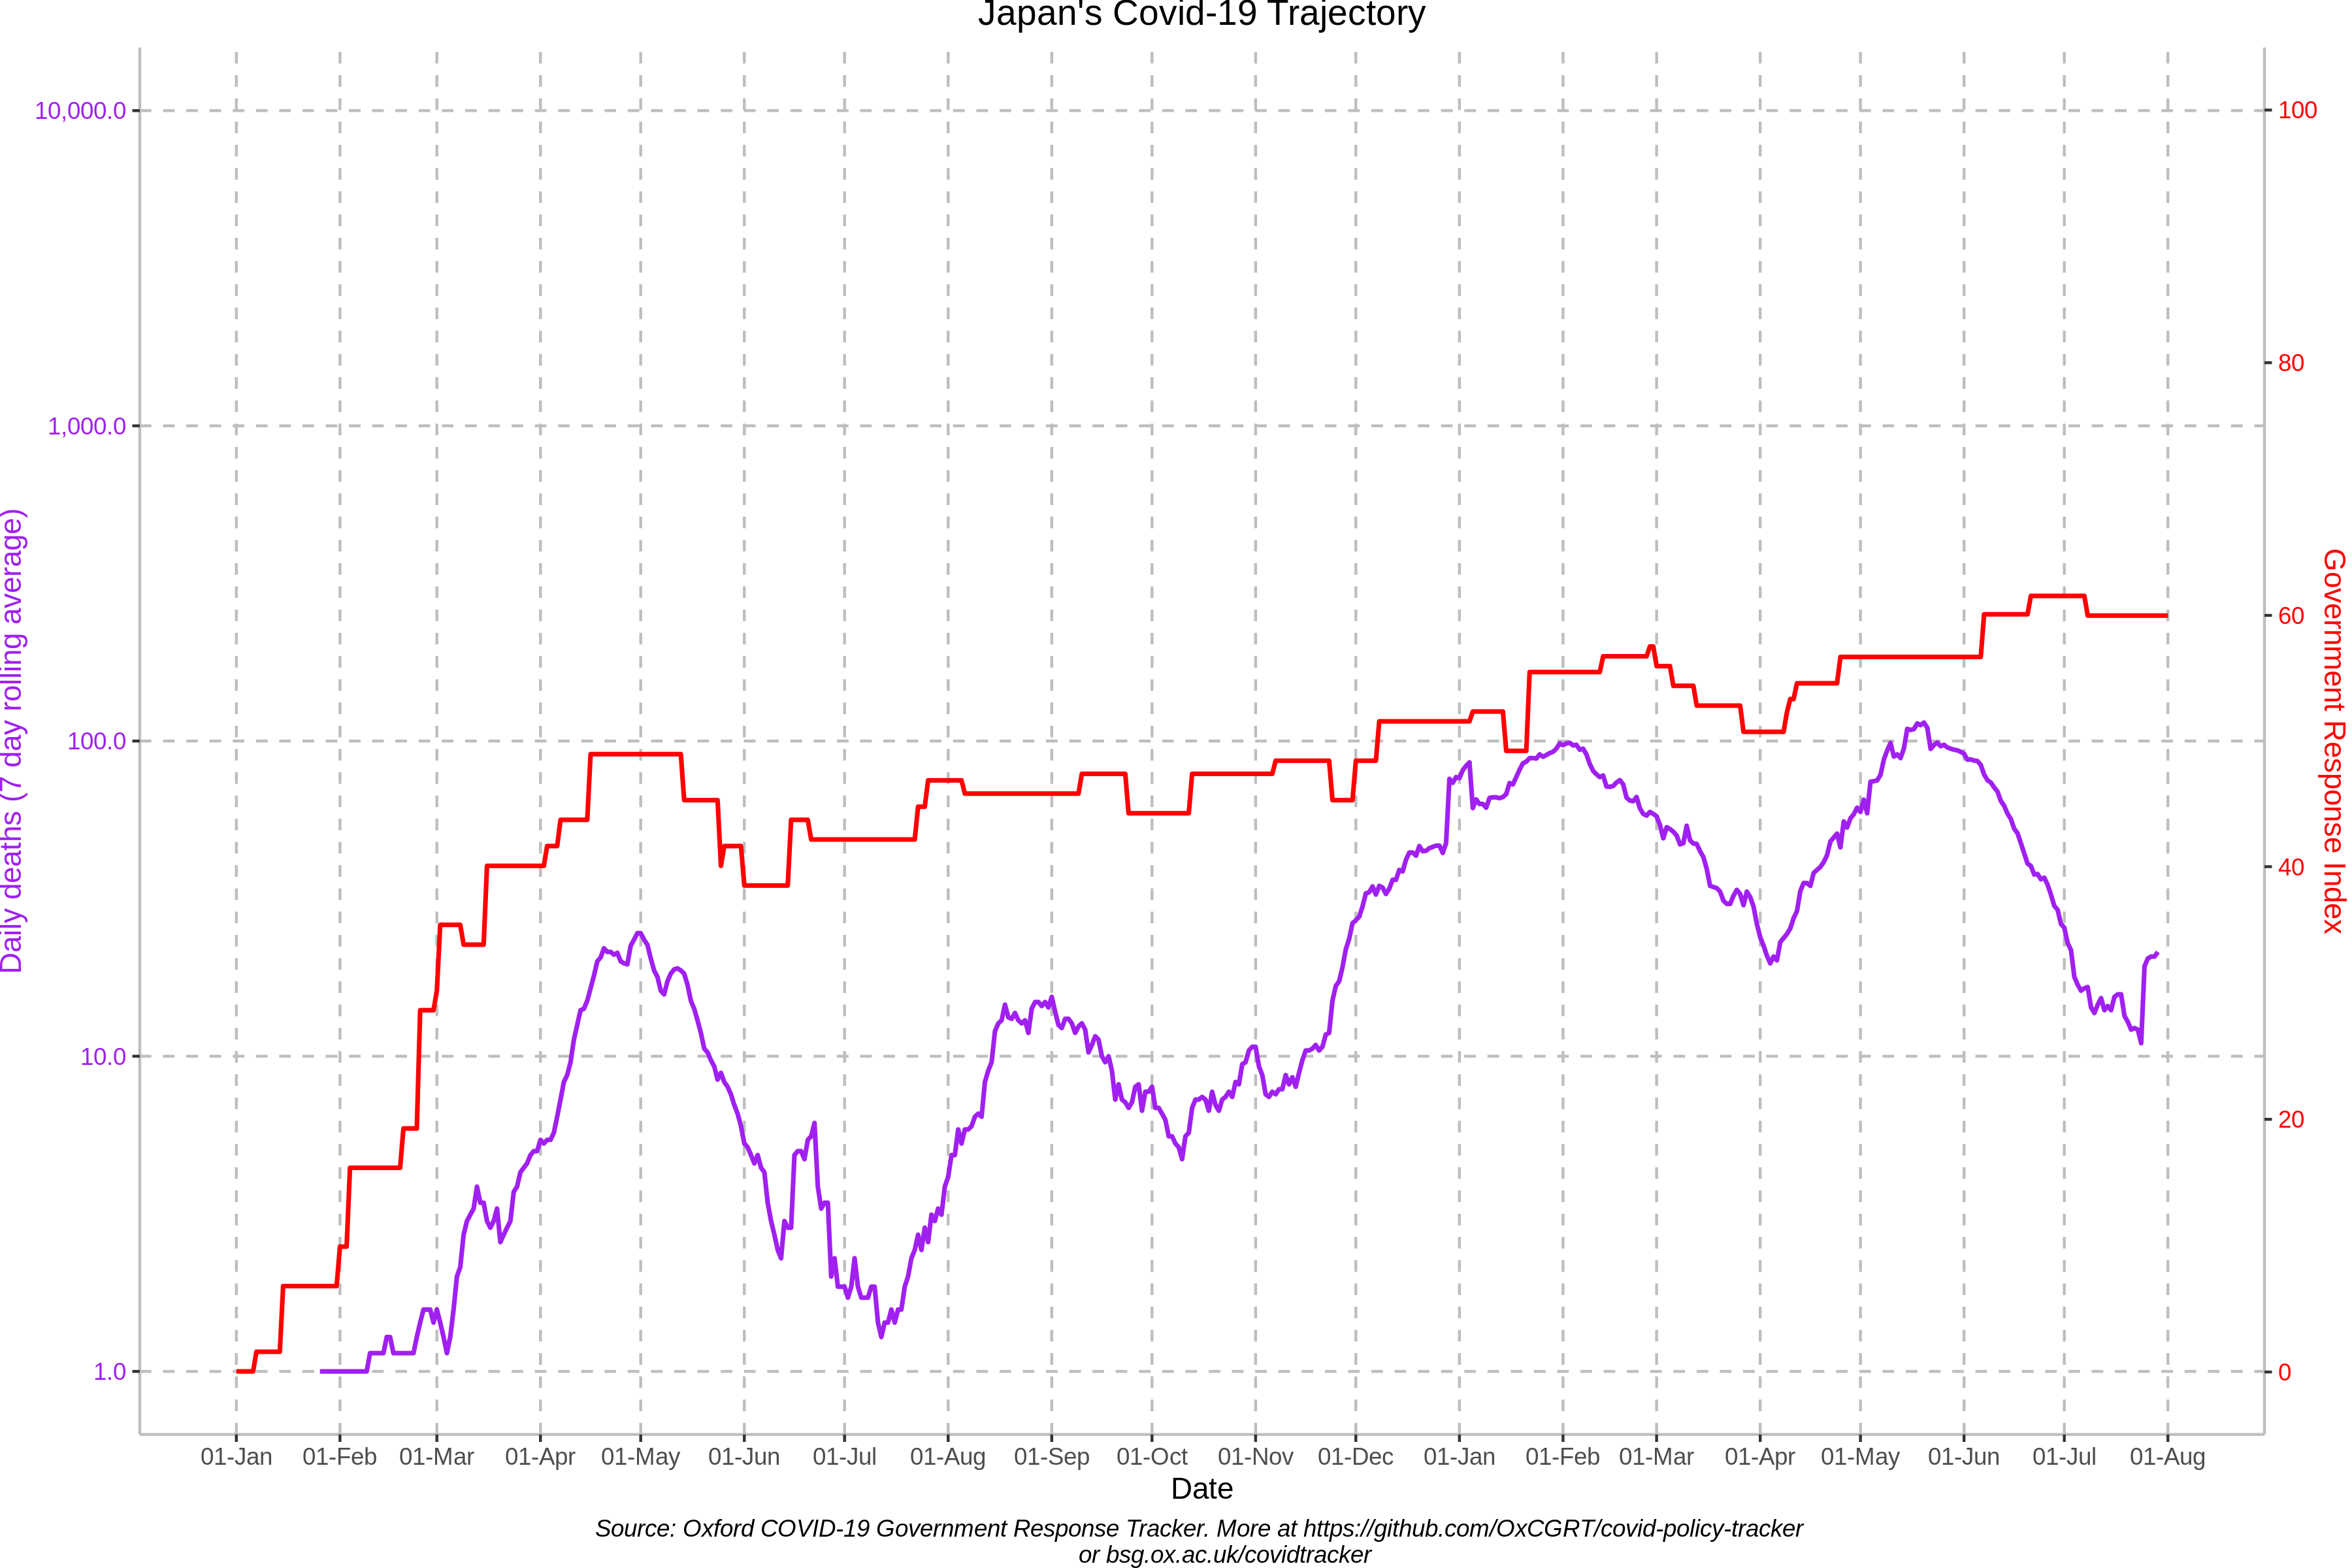 Japan's Covid-19 Trajectory
10,000.0
1,000.0
100.0
10.0
1.0
Daily deaths (7 day rolling average)
100
80
60
40
20
0
Government Response Index
01-Jan 01-Feb 01-Mar 01-Apr 01-May 01-Jun 01-Jul 01-Aug 01-Sep 01-Oct 01-Nov 01-Dec 01-Jan 01-Feb 01-Mar 01-Apr 01-May 01-Jun 01-Jul 01-Aug
Date
Source: Oxford COVID-19 Government Response Tracker. More at https://github.com/OxCGRT/covid-policy-tracker
or bsg.ox.ac.uk/covidtracker